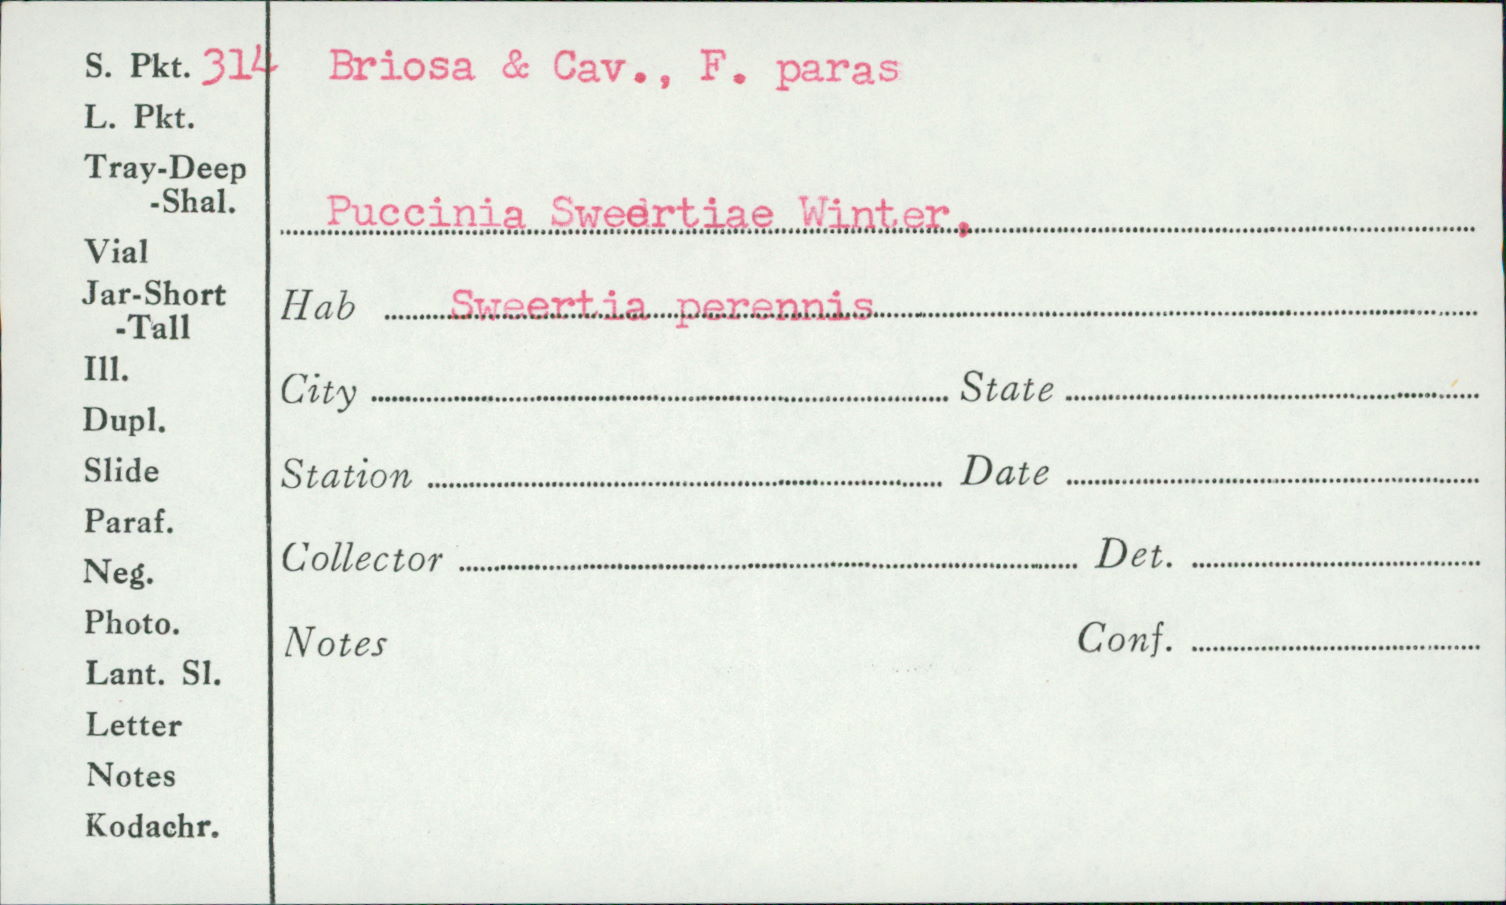 S. Pkt. 314 Briosa & Cav., F. paras
L. Pkt.
Tray-Deep
-Shal.
Puccinia Sweertiae Winter.
Vial
Jar-Short
-Tall
Hab Sweertia perennis
Ill.
City State
Dupl.
Slide
Station Date
Paraf.
Collector Det.
Neg.
Photo.
Notes Conf.
Lant. Sl.
Letter
Notes
Kodachr.